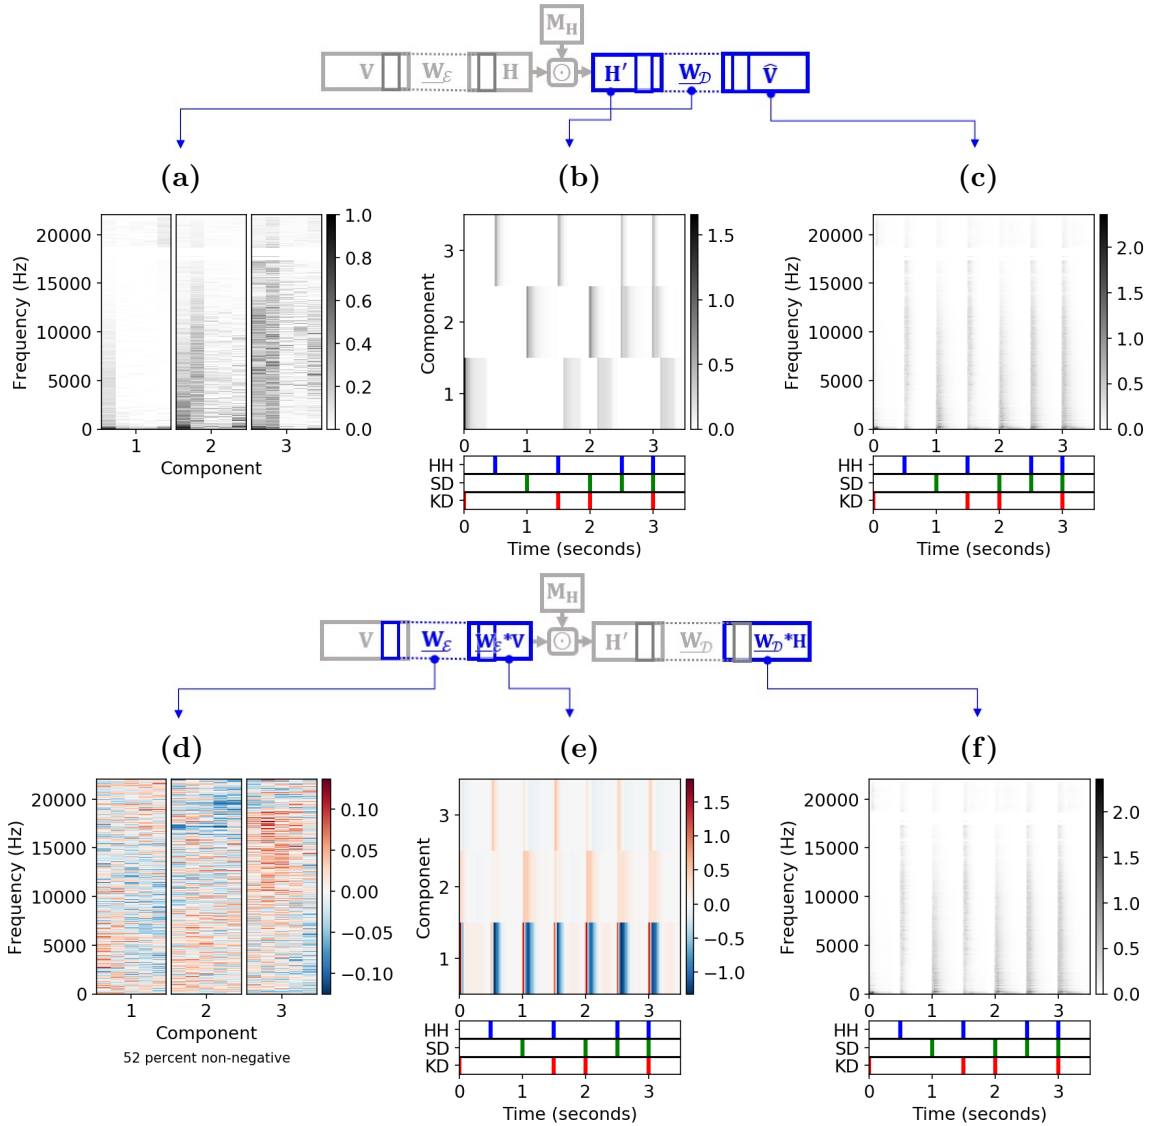 M_H
V W_ℰ H ⊙ H′ W_𝒟 V̂
(a) (b) (c)
Frequency (Hz)
20000
15000
10000
5000
0
1 2 3
Component
1.0
0.8
0.6
0.4
0.2
0.0
Component
3
2
1
1.5
1.0
0.5
0.0
0 1 2 3
HH
SD
KD
0 1 2 3
Time (seconds)
Frequency (Hz)
20000
15000
10000
5000
0
2.0
1.5
1.0
0.5
0.0
0 1 2 3
HH
SD
KD
0 1 2 3
Time (seconds)
M_H
V W_ℰ W_ℰ*V ⊙ H′ W_𝒟 W_𝒟*H
(d) (e) (f)
Frequency (Hz)
20000
15000
10000
5000
0
1 2 3
Component
52 percent non-negative
0.10
0.05
0.00
−0.05
−0.10
Component
3
2
1
1.5
1.0
0.5
0.0
−0.5
−1.0
0 1 2 3
HH
SD
KD
0 1 2 3
Time (seconds)
Frequency (Hz)
20000
15000
10000
5000
0
2.0
1.5
1.0
0.5
0.0
0 1 2 3
HH
SD
KD
0 1 2 3
Time (seconds)